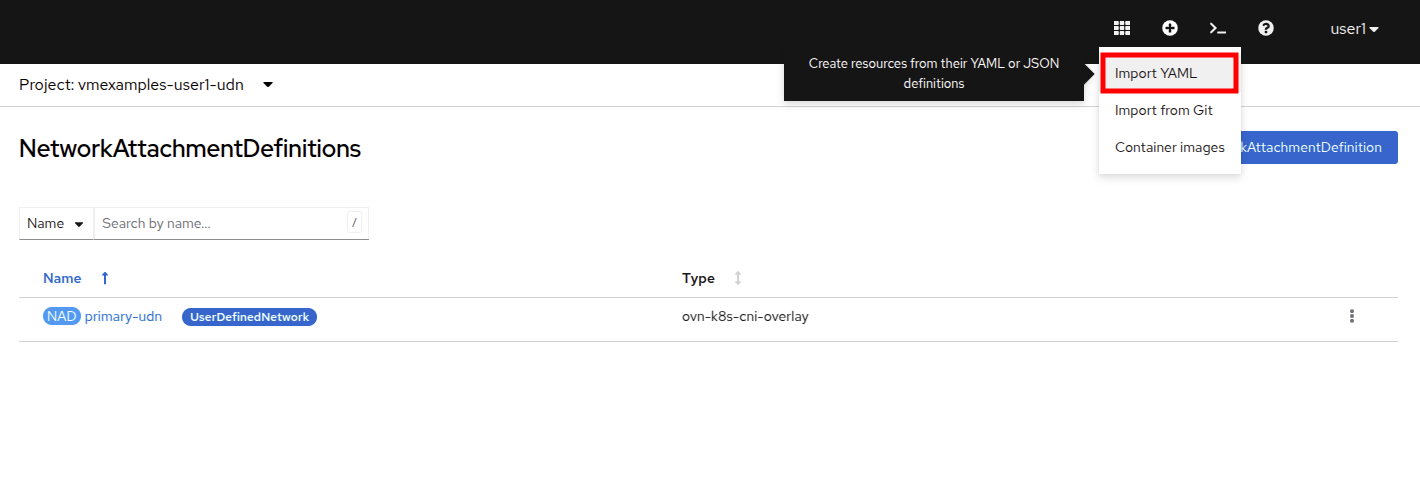 user1
Project: vmexamples-user1-udn
Create resources from their YAML or JSON
definitions
Import YAML
Import from Git
Container images
NetworkAttachmentDefinitions
kAttachmentDefinition
Name
Search by name...
/
Name
Type
NAD primary-udn UserDefinedNetwork ovn-k8s-cni-overlay